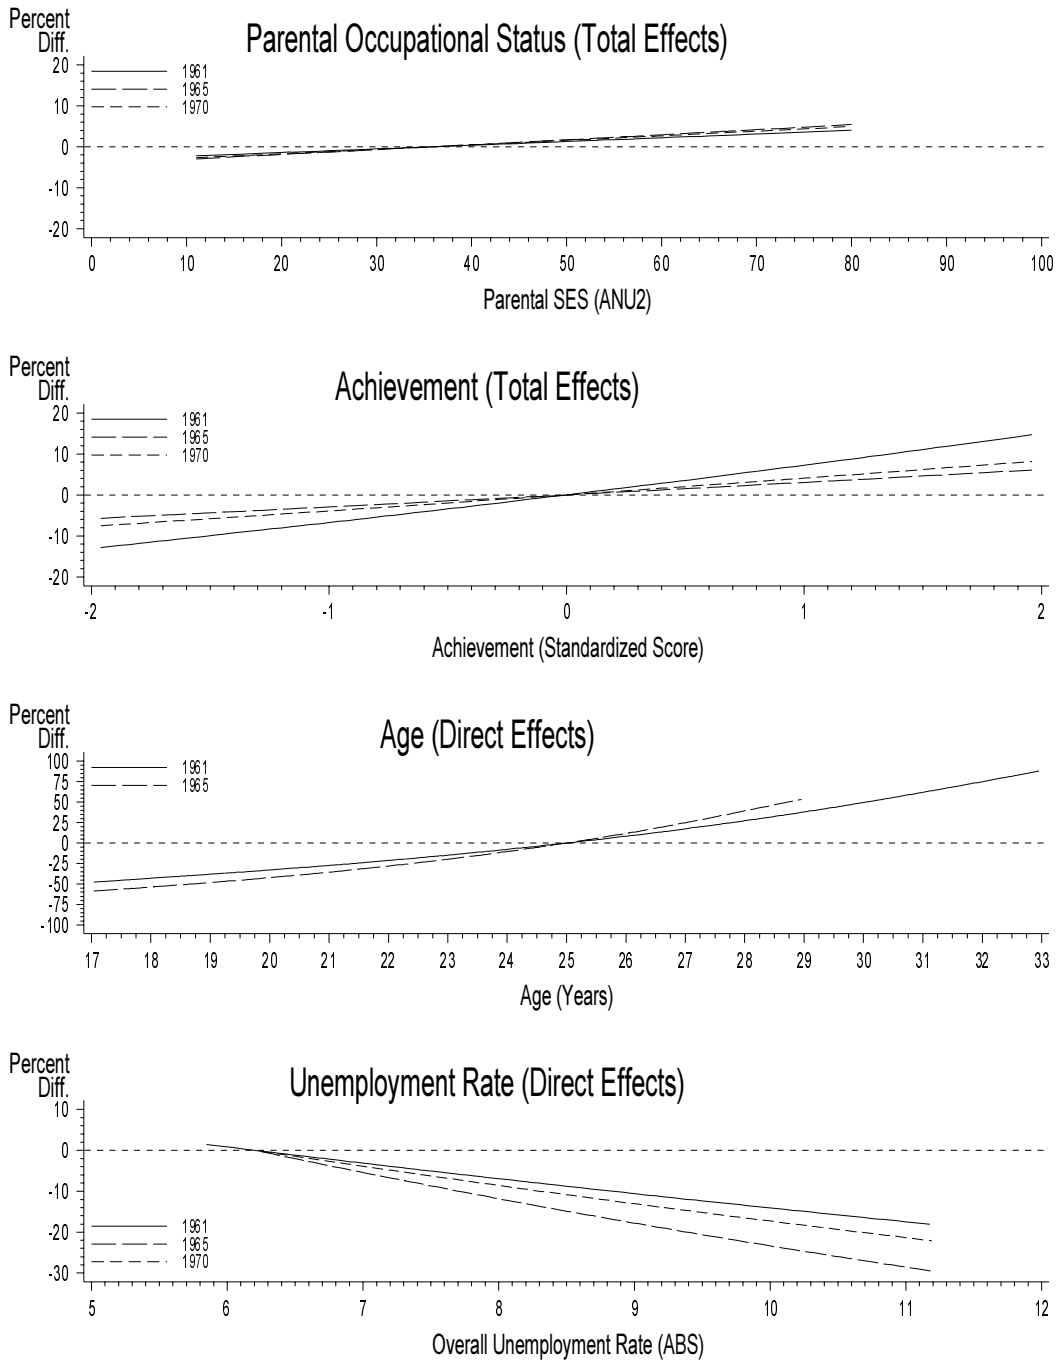 Percent
Diff.
Parental Occupational Status (Total Effects)
20
10
0
-10
-20
1961
1965
1970
0 10 20 30 40 50 60 70 80 90 100
Parental SES (ANU2)
Percent
Diff.
Achievement (Total Effects)
20
10
0
-10
-20
1961
1965
1970
-2 -1 0 1 2
Achievement (Standardized Score)
Percent
Diff.
Age (Direct Effects)
100
75
50
25
0
-25
-50
-75
-100
1961
1965
17 18 19 20 21 22 23 24 25 26 27 28 29 30 31 32 33
Age (Years)
Percent
Diff.
Unemployment Rate (Direct Effects)
10
0
-10
-20
-30
1961
1965
1970
5 6 7 8 9 10 11 12
Overall Unemployment Rate (ABS)